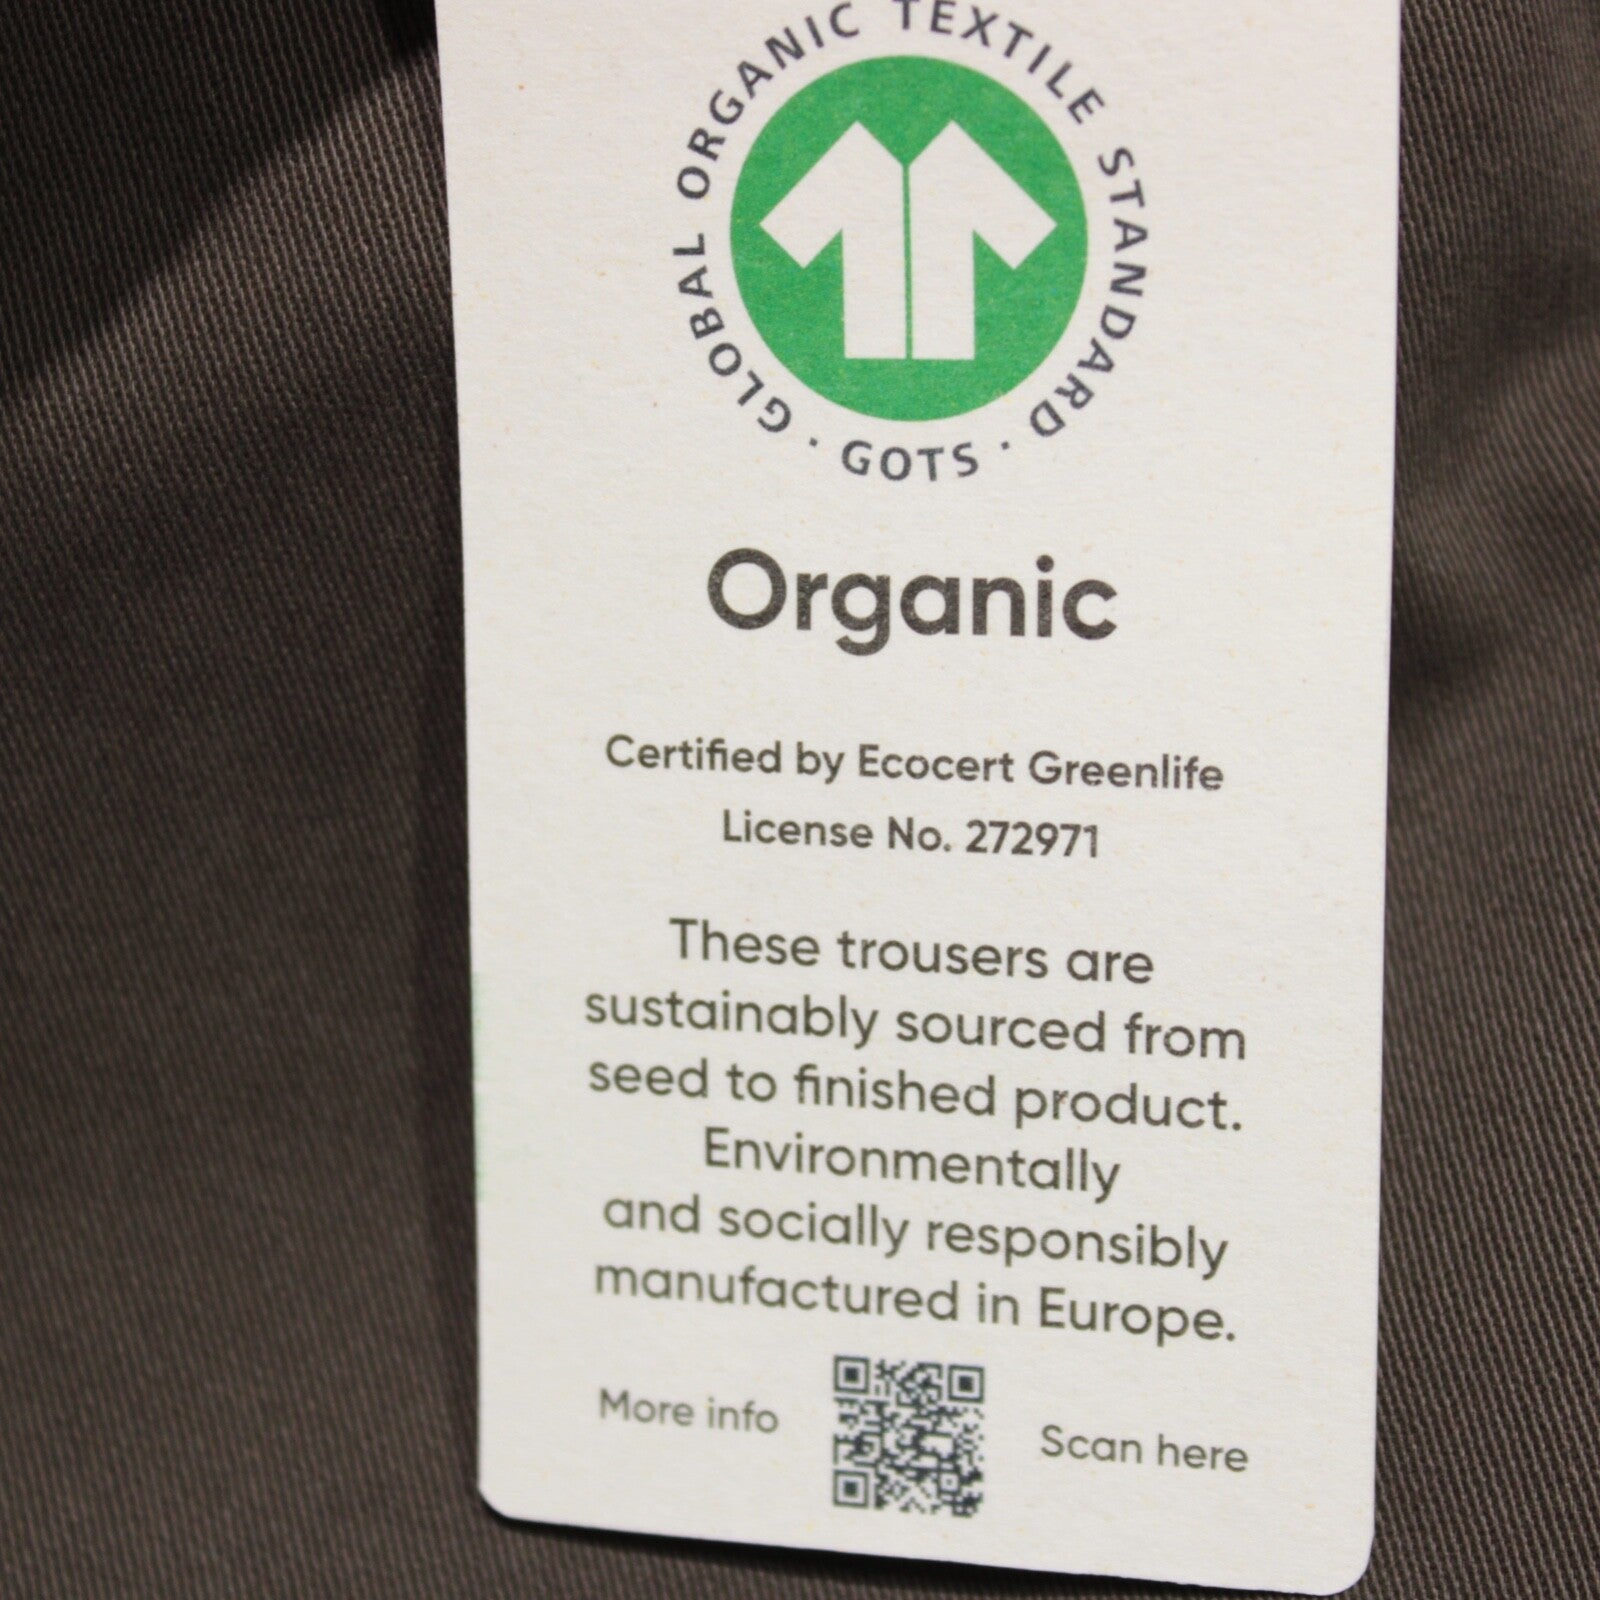 GLOBAL ORGANIC TEXTILE STANDARD · GOTS ·
Organic
Certified by Ecocert Greenlife
License No. 272971
These trousers are
sustainably sourced from
seed to finished product.
Environmentally
and socially responsibly
manufactured in Europe.
More info
Scan here